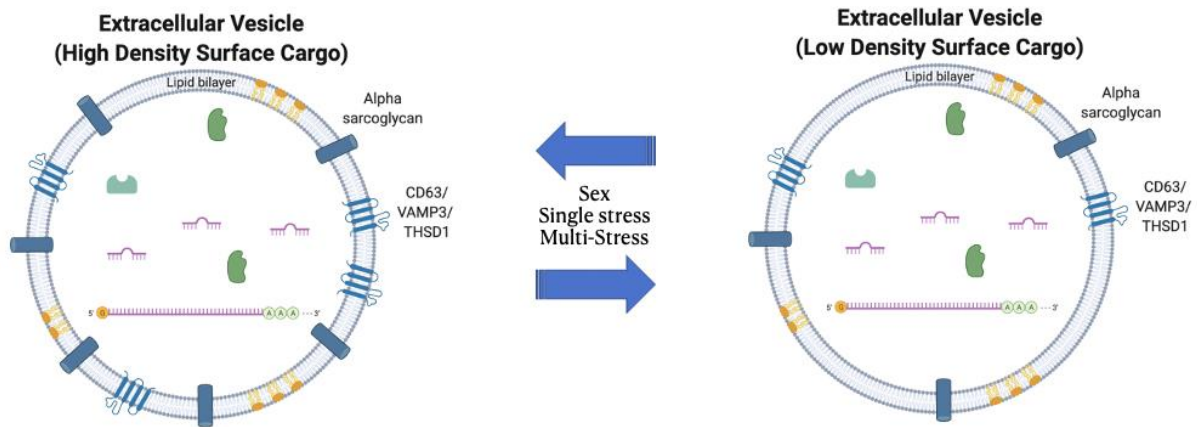 Extracellular Vesicle
(High Density Surface Cargo)
Lipid bilayer
Alpha
sarcoglycan
CD63/
VAMP3/
THSD1
5' G A A A ---3'
Sex
Single stress
Multi-Stress
Extracellular Vesicle
(Low Density Surface Cargo)
Lipid bilayer
Alpha
sarcoglycan
CD63/
VAMP3/
THSD1
5' G A A A ---3'